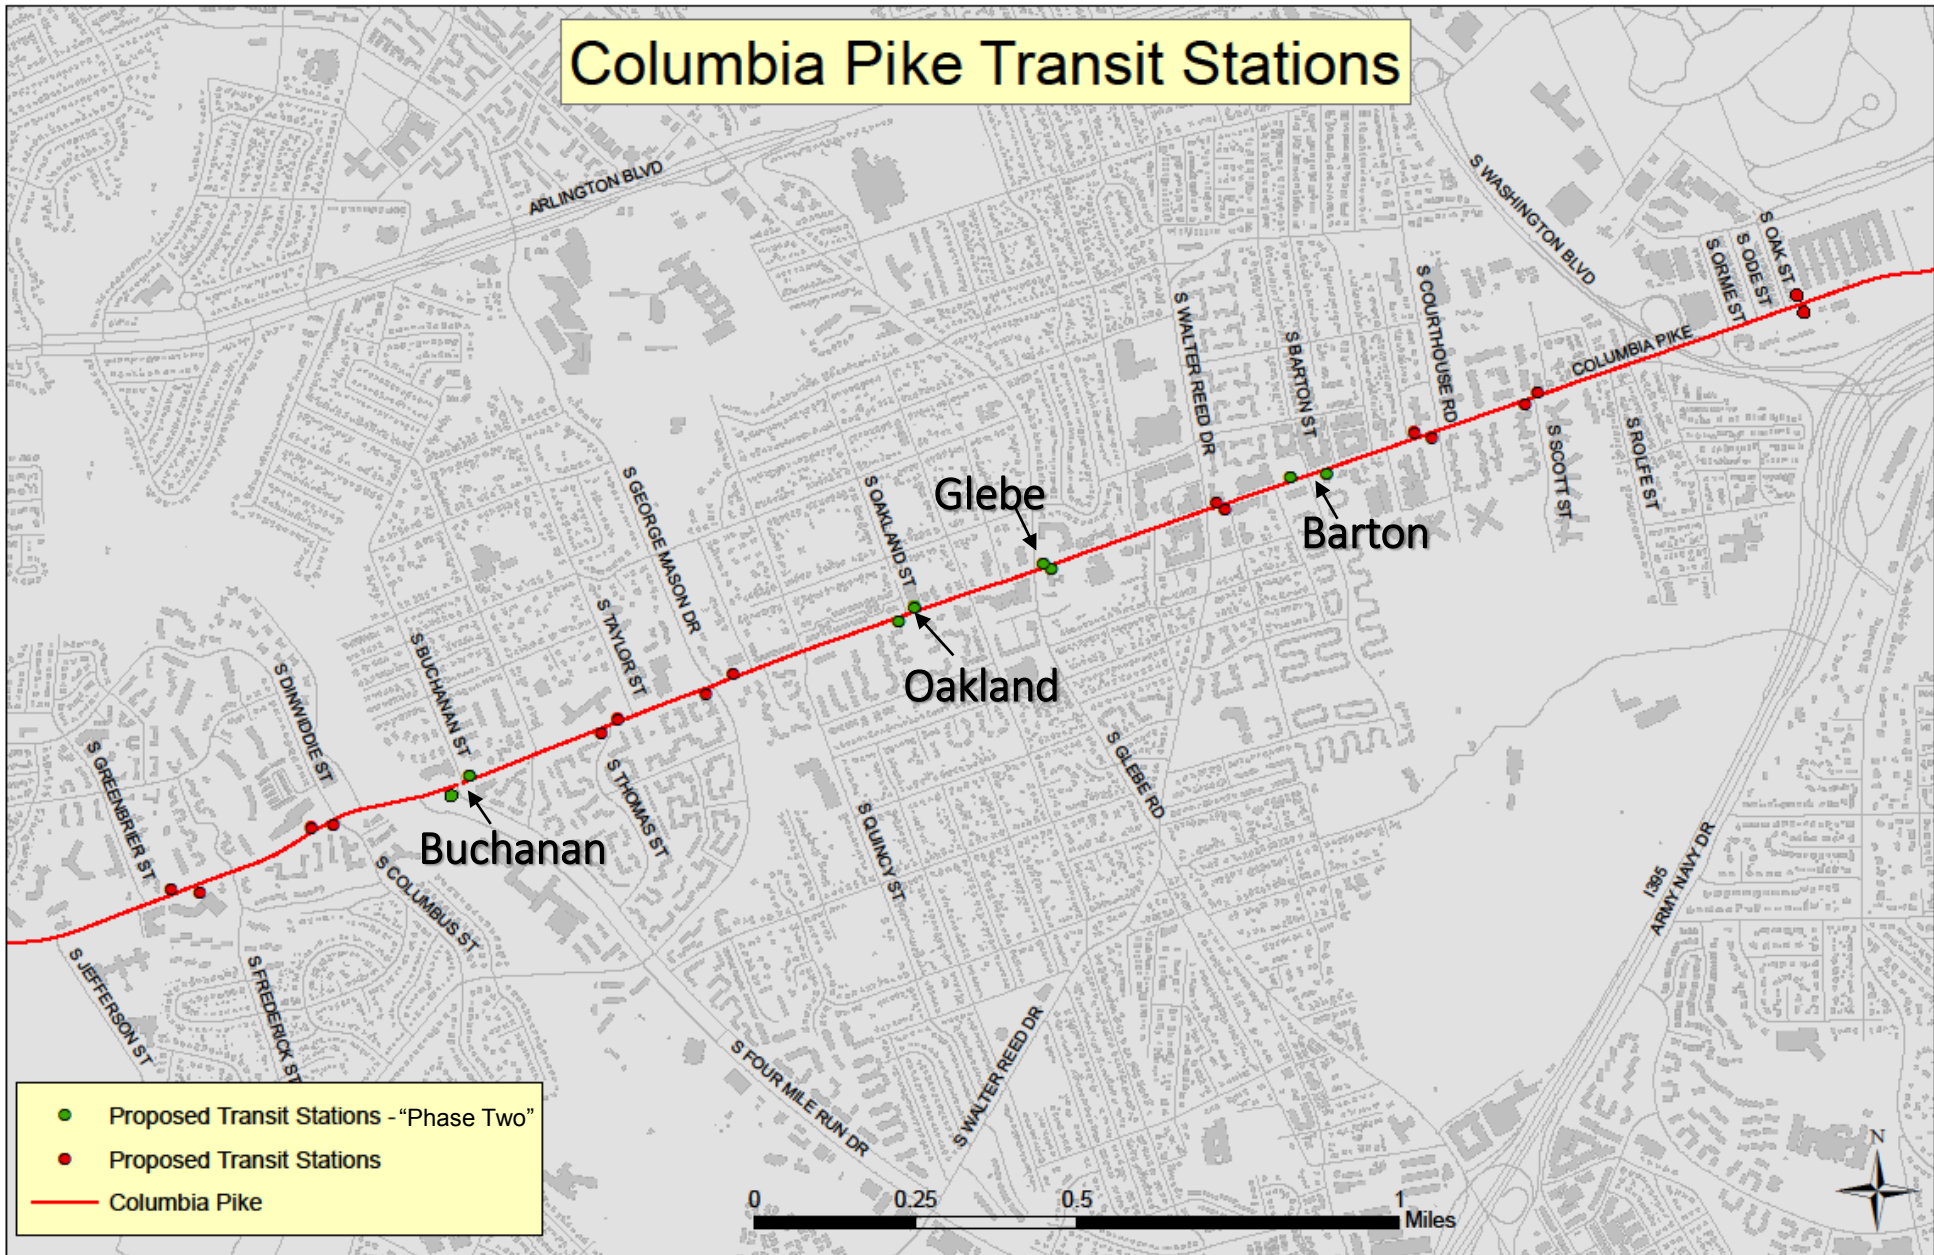 Columbia Pike Transit Stations
ARLINGTON BLVD
S WASHINGTON BLVD
S OAK ST
S ODE ST
S ORME ST
S WALTER REED DR
S BARTON ST
S COURTHOUSE RD
COLUMBIA PIKE
S SCOTT ST
S ROLFE ST
S GEORGE MASON DR
S OAKLAND ST
Glebe
Barton
S TAYLOR ST
S BUCHANAN ST
Oakland
S DINWIDDIE ST
S GREENBRIER ST
S THOMAS ST
S GLEBE RD
Buchanan
S QUINCY ST
S COLUMBUS ST
I395
ARMY NAVY DR
S JEFFERSON ST
S FREDERICK ST
S FOUR MILE RUN DR
S WALTER REED DR
Proposed Transit Stations - “Phase Two”
Proposed Transit Stations
Columbia Pike
0 0.25 0.5 1
Miles
N